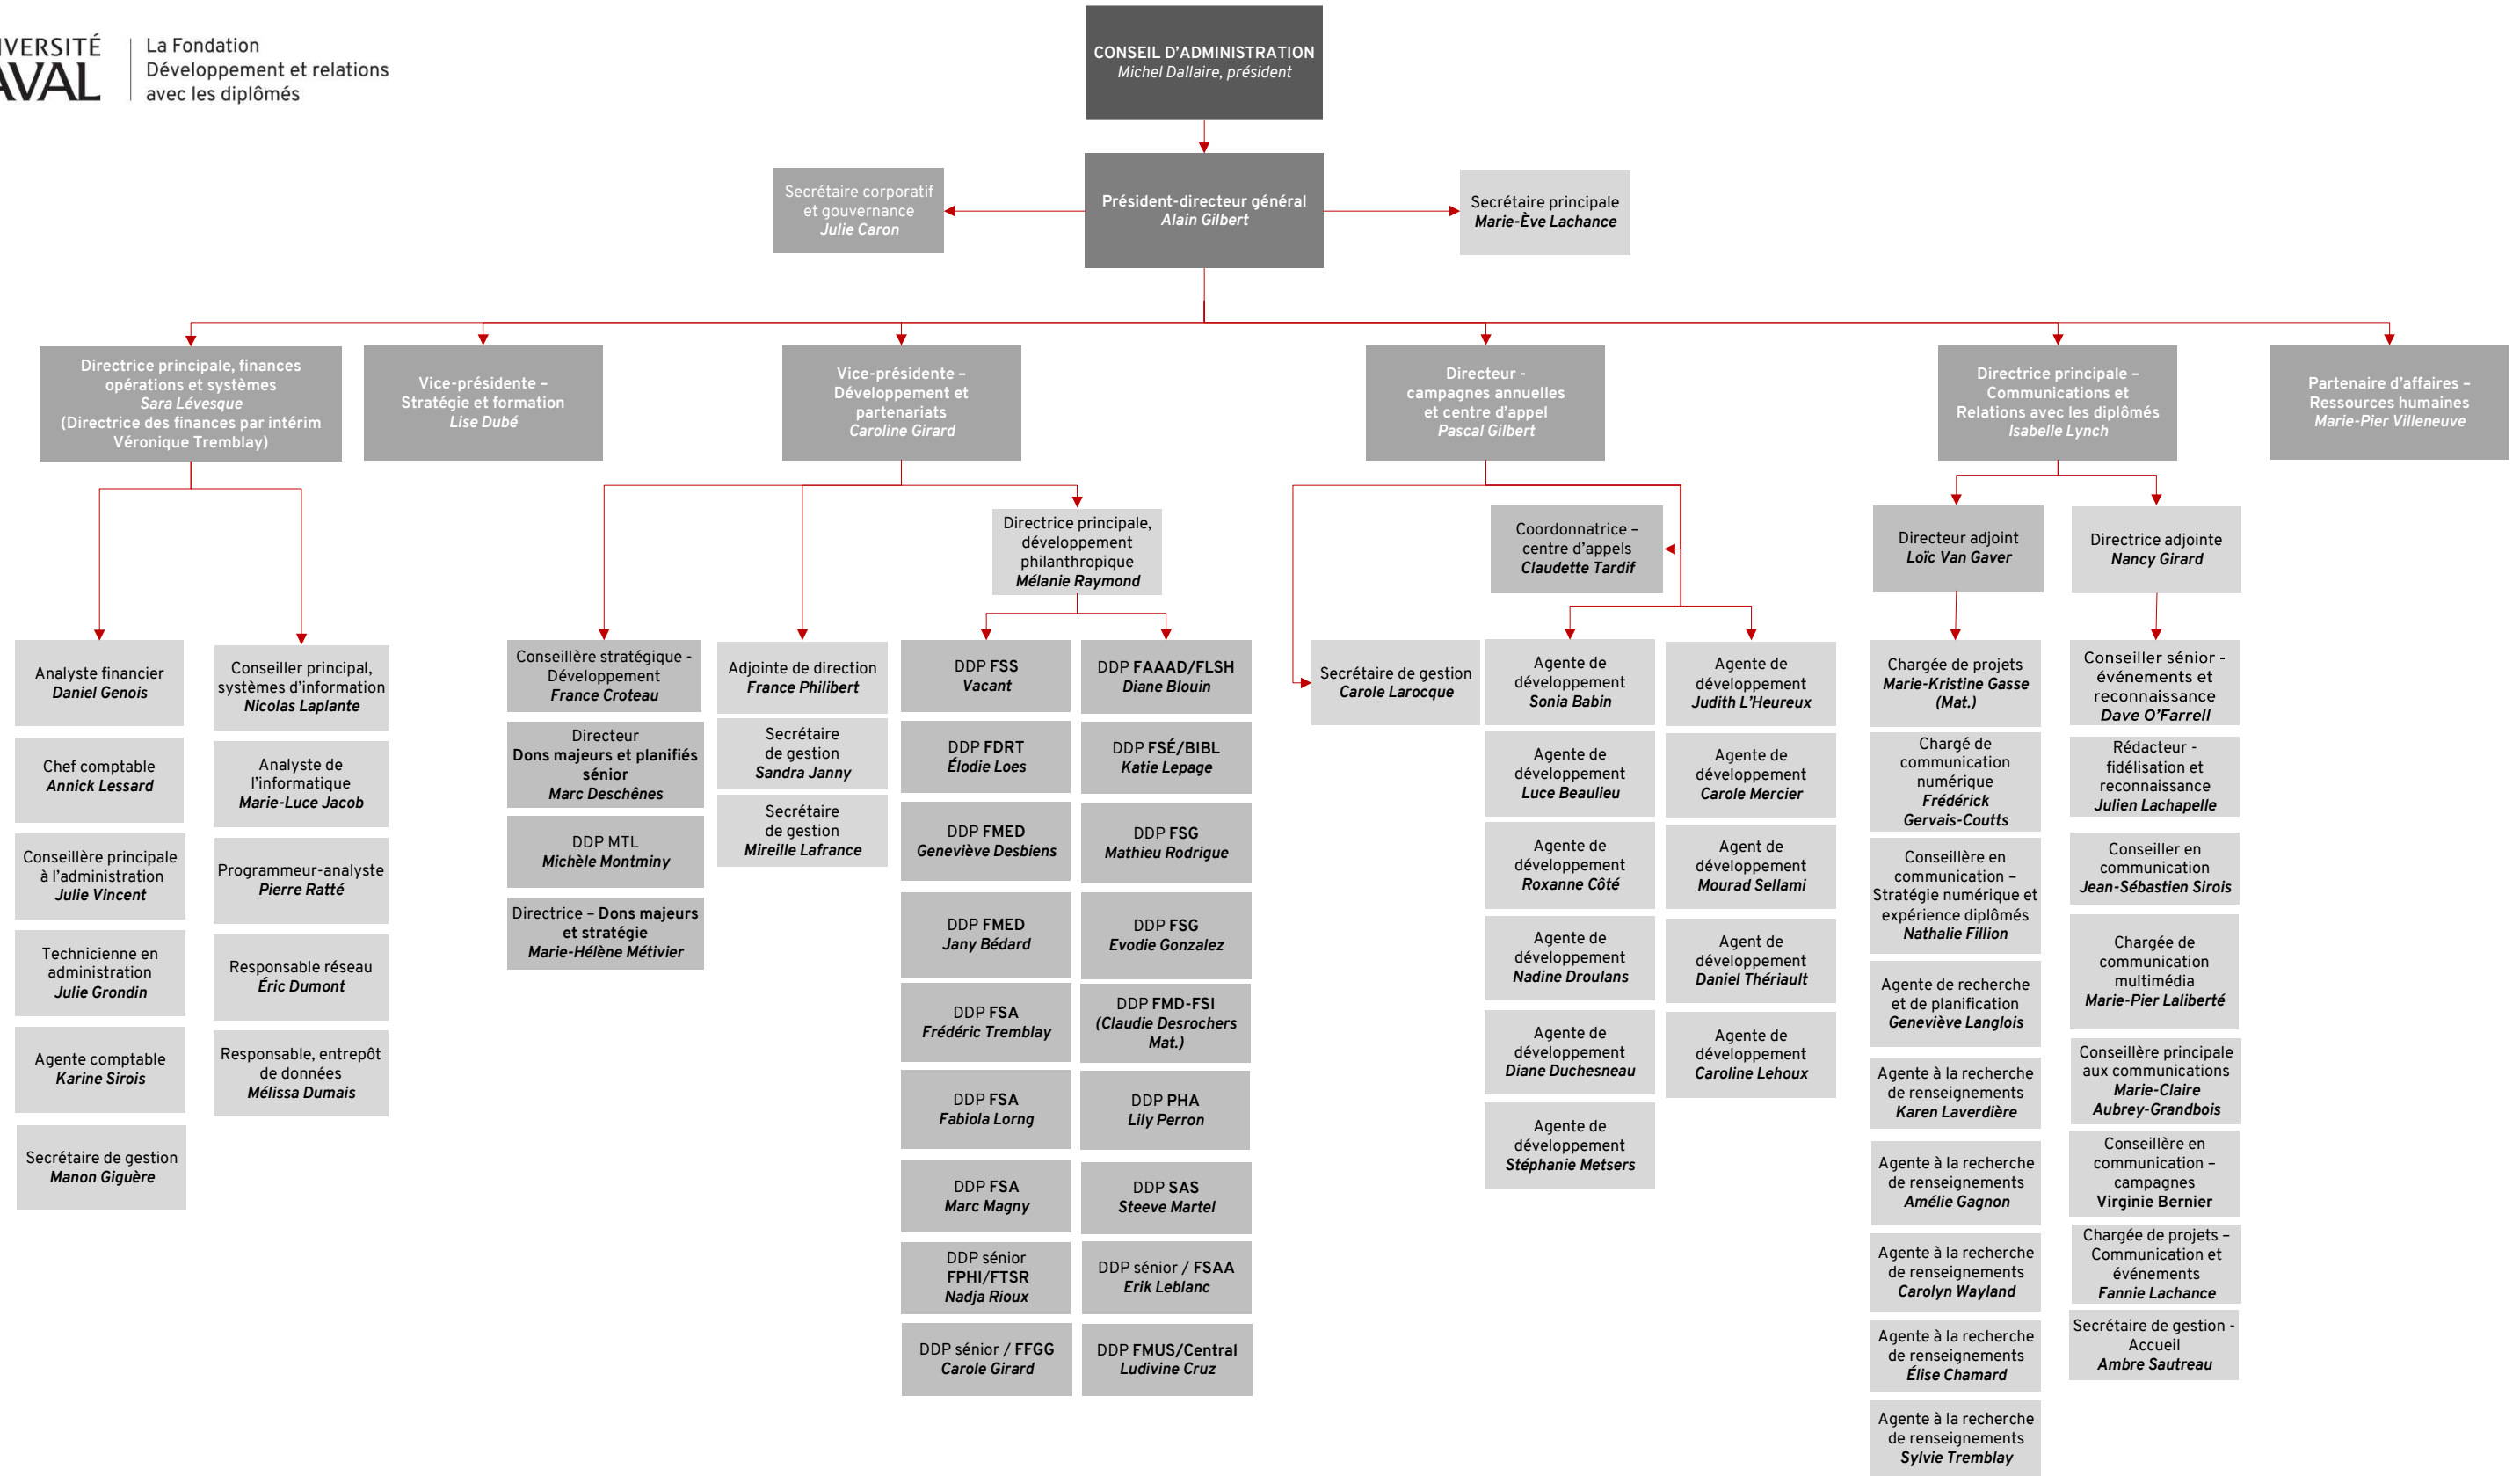 La Fondation
Développement et relations
avec les diplômés
CONSEIL D'ADMINISTRATION
Michel Dallaire, président
Secrétaire corporatif
et gouvernance
Julie Caron
Président-directeur général
Alain Gilbert
Secrétaire principale
Marie-Ève Lachance
Directrice principale, finances
opérations et systèmes
Sara Lévesque
(Directrice des finances par intérim
Véronique Tremblay)
Vice-présidente –
Stratégie et formation
Lise Dubé
Vice-présidente –
Développement et
partenariats
Caroline Girard
Directeur -
campagnes annuelles
et centre d'appel
Pascal Gilbert
Directrice principale –
Communications et
Relations avec les diplômés
Isabelle Lynch
Partenaire d'affaires –
Ressources humaines
Marie-Pier Villeneuve
Directrice principale,
développement
philanthropique
Mélanie Raymond
Coordonnatrice –
centre d'appels
Claudette Tardif
Directeur adjoint
Loïc Van Gaver
Directrice adjointe
Nancy Girard
Analyste financier
Daniel Genois
Chef comptable
Annick Lessard
Conseillère principale
à l'administration
Julie Vincent
Technicienne en
administration
Julie Grondin
Agente comptable
Karine Sirois
Secrétaire de gestion
Manon Giguère
Conseiller principal,
systèmes d'information
Nicolas Laplante
Analyste de
l'informatique
Marie-Luce Jacob
Programmeur-analyste
Pierre Ratté
Responsable réseau
Éric Dumont
Responsable, entrepôt
de données
Mélissa Dumais
Conseillère stratégique -
Développement
France Croteau
Directeur
Dons majeurs et planifiés
sénior
Marc Deschênes
DDP MTL
Michèle Montminy
Directrice – Dons majeurs
et stratégie
Marie-Hélène Métivier
Adjointe de direction
France Philibert
Secrétaire
de gestion
Sandra Janny
Secrétaire
de gestion
Mireille Lafrance
DDP FSS
Vacant
DDP FDRT
Élodie Loes
DDP FMED
Geneviève Desbiens
DDP FMED
Jany Bédard
DDP FSA
Frédéric Tremblay
DDP FSA
Fabiola Lorng
DDP FSA
Marc Magny
DDP sénior
FPHI/FTSR
Nadja Rioux
DDP sénior / FFGG
Carole Girard
DDP FAAAD/FLSH
Diane Blouin
DDP FSÉ/BIBL
Katie Lepage
DDP FSG
Mathieu Rodrigue
DDP FSG
Evodie Gonzalez
DDP FMD-FSI
(Claudie Desrochers
Mat.)
DDP PHA
Lily Perron
DDP SAS
Steeve Martel
DDP sénior / FSAA
Erik Leblanc
DDP FMUS/Central
Ludivine Cruz
Secrétaire de gestion
Carole Larocque
Agente de
développement
Sonia Babin
Agente de
développement
Luce Beaulieu
Agente de
développement
Roxanne Côté
Agente de
développement
Nadine Droulans
Agente de
développement
Diane Duchesneau
Agente de
développement
Stéphanie Metsers
Agente de
développement
Judith L'Heureux
Agente de
développement
Carole Mercier
Agent de
développement
Mourad Sellami
Agent de
développement
Daniel Thériault
Agente de
développement
Caroline Lehoux
Chargée de projets
Marie-Kristine Gasse
(Mat.)
Chargé de
communication
numérique
Frédérick
Gervais-Coutts
Conseillère en
communication –
Stratégie numérique et
expérience diplômés
Nathalie Fillion
Agente de recherche
et de planification
Geneviève Langlois
Agente à la recherche
de renseignements
Karen Laverdière
Agente à la recherche
de renseignements
Amélie Gagnon
Agente à la recherche
de renseignements
Carolyn Wayland
Agente à la recherche
de renseignements
Élise Chamard
Agente à la recherche
de renseignements
Sylvie Tremblay
Conseiller sénior -
événements et
reconnaissance
Dave O'Farrell
Rédacteur -
fidélisation et
reconnaissance
Julien Lachapelle
Conseiller en
communication
Jean-Sébastien Sirois
Chargée de
communication
multimédia
Marie-Pier Laliberté
Conseillère principale
aux communications
Marie-Claire
Aubrey-Grandbois
Conseillère en
communication –
campagnes
Virginie Bernier
Chargée de projets –
Communication et
événements
Fannie Lachance
Secrétaire de gestion -
Accueil
Ambre Sautreau